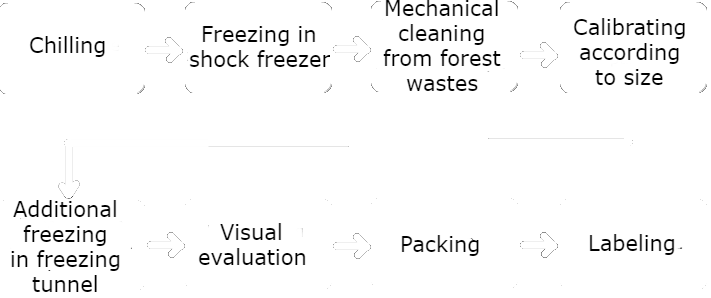 Chilling
Freezing in
shock freezer
Mechanical
cleaning
from forest
wastes
Calibrating
according
to size
Additional
freezing
in freezing
tunnel
Visual
evaluation
Packing
Labeling